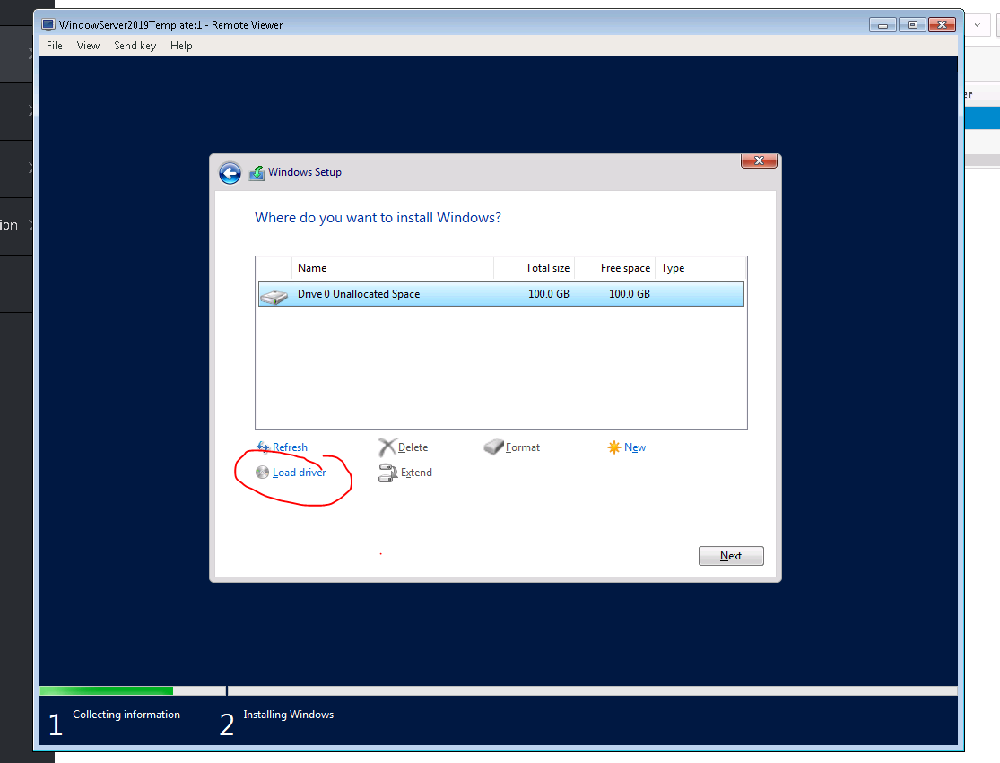 WindowServer2019Template:1 - Remote Viewer
File View Send key Help
er
ion
Windows Setup
Where do you want to install Windows?
Name Total size Free space Type
Drive 0 Unallocated Space 100.0 GB 100.0 GB
Refresh Delete Format New
Load driver Extend
Next
1 Collecting information 2 Installing Windows